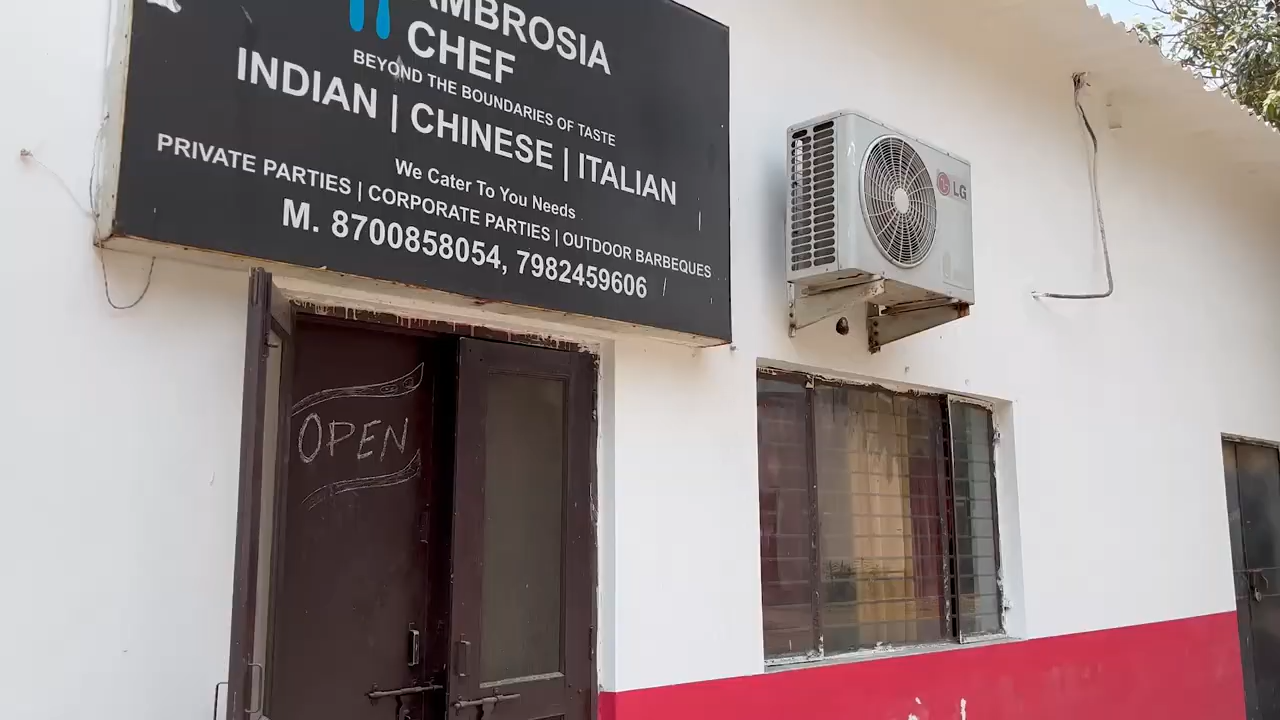 AMBROSIA
CHEF
BEYOND THE BOUNDARIES OF TASTE
INDIAN | CHINESE | ITALIAN
We Cater To You Needs
PRIVATE PARTIES | CORPORATE PARTIES | OUTDOOR BARBEQUES
M. 8700858054, 7982459606
LG
OPEN